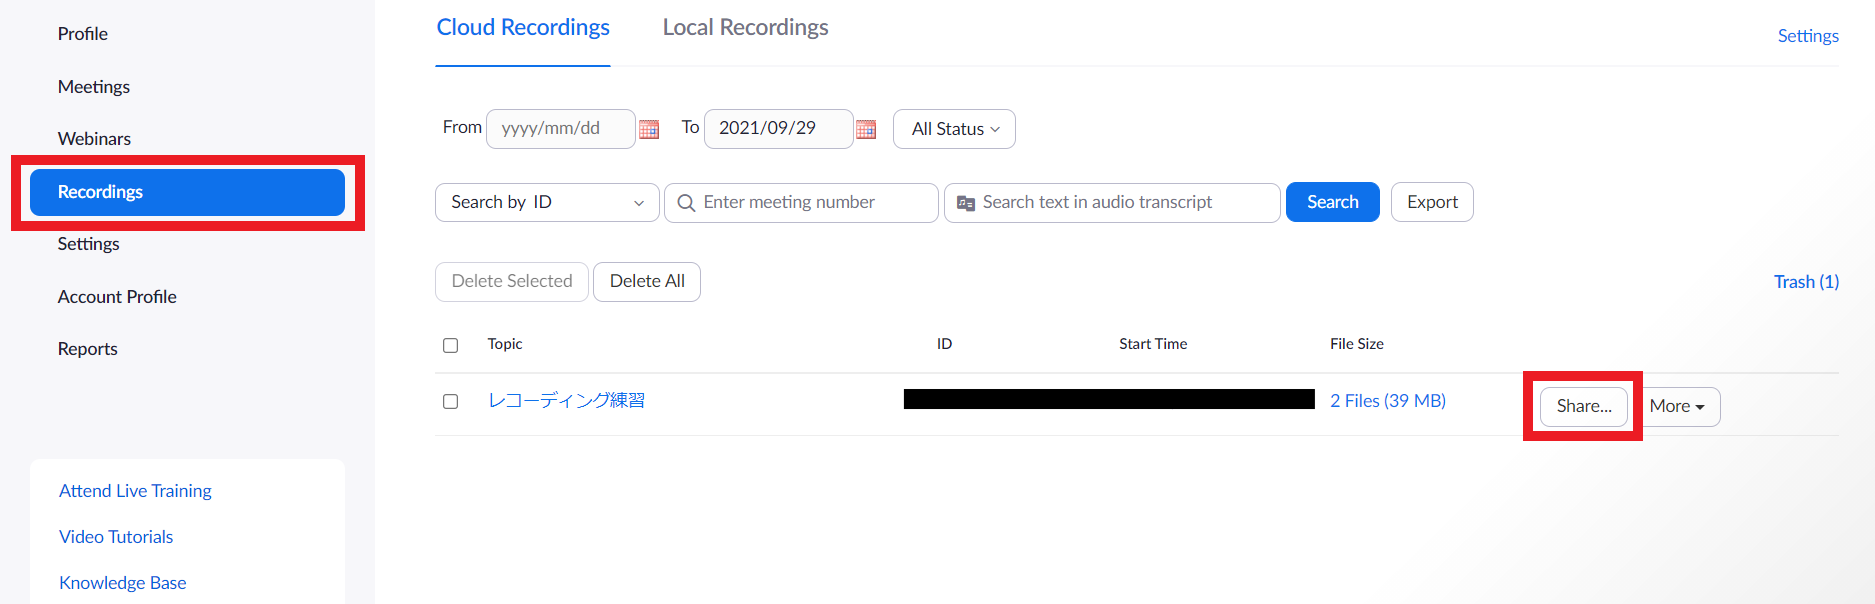 Profile
Meetings
Webinars
Recordings
Settings
Account Profile
Reports
Attend Live Training
Video Tutorials
Knowledge Base
Cloud Recordings Local Recordings Settings
From yyyy/mm/dd To 2021/09/29 All Status
Search by ID Enter meeting number Search text in audio transcript Search Export
Delete Selected Delete All Trash (1)
Topic ID Start Time File Size
レコーディング練習 2 Files (39 MB) Share... More